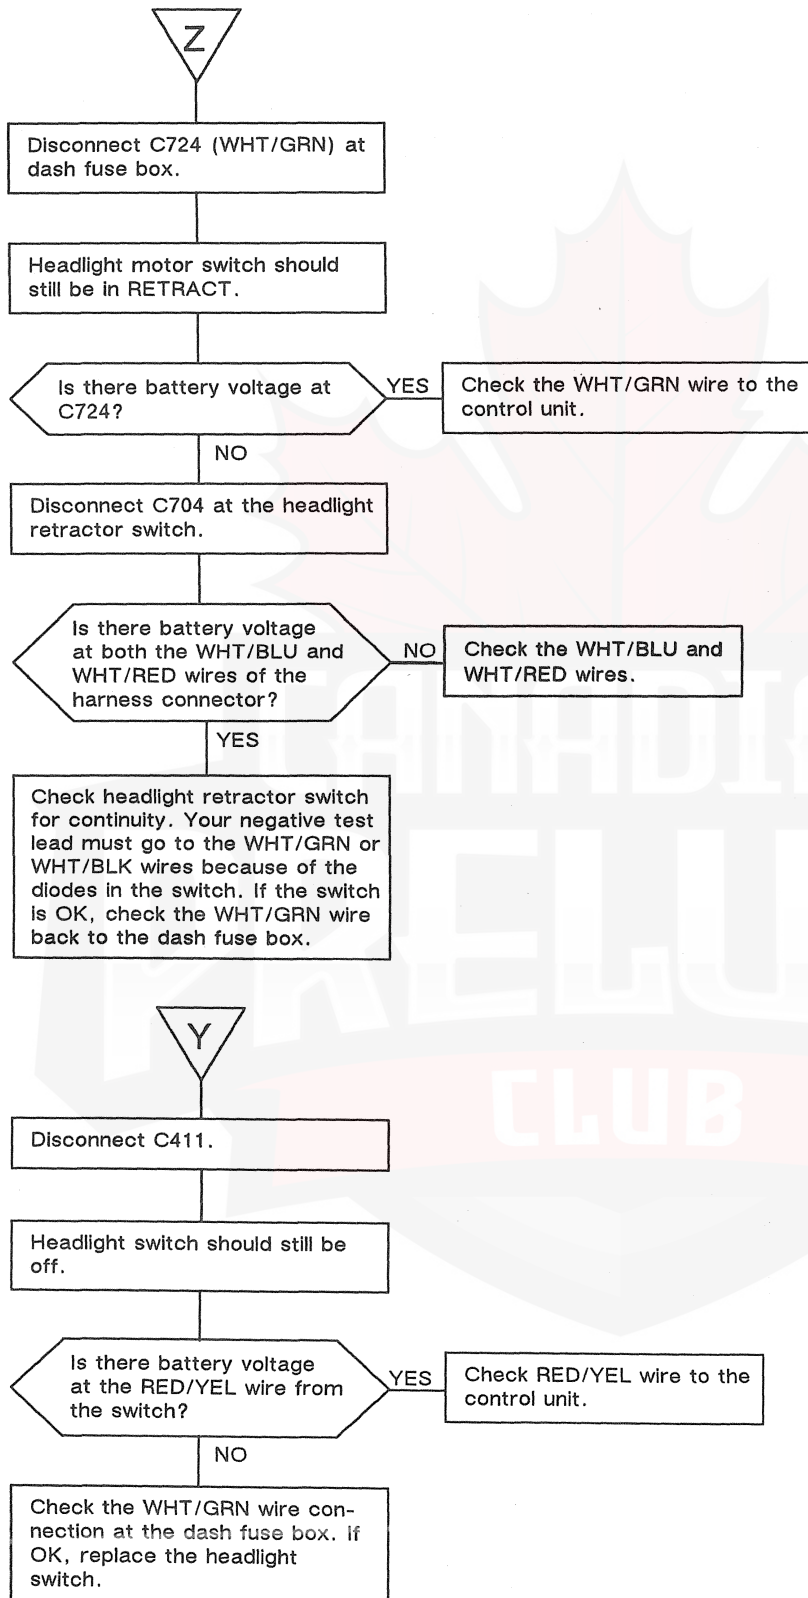 Z
Disconnect C724 (WHT/GRN) at
dash fuse box.
Headlight motor switch should
still be in RETRACT.
Is there battery voltage at
C724?
YES
Check the WHT/GRN wire to the
control unit.
NO
Disconnect C704 at the headlight
retractor switch.
Is there battery voltage
at both the WHT/BLU and
WHT/RED wires of the
harness connector?
NO
Check the WHT/BLU and
WHT/RED wires.
YES
Check headlight retractor switch
for continuity. Your negative test
lead must go to the WHT/GRN or
WHT/BLK wires because of the
diodes in the switch. If the switch
is OK, check the WHT/GRN wire
back to the dash fuse box.
Y
Disconnect C411.
Headlight switch should still be
off.
Is there battery voltage
at the RED/YEL wire from
the switch?
YES
Check RED/YEL wire to the
control unit.
NO
Check the WHT/GRN wire con-
nection at the dash fuse box. If
OK, replace the headlight
switch.
CANADI
PRELU
CLUB